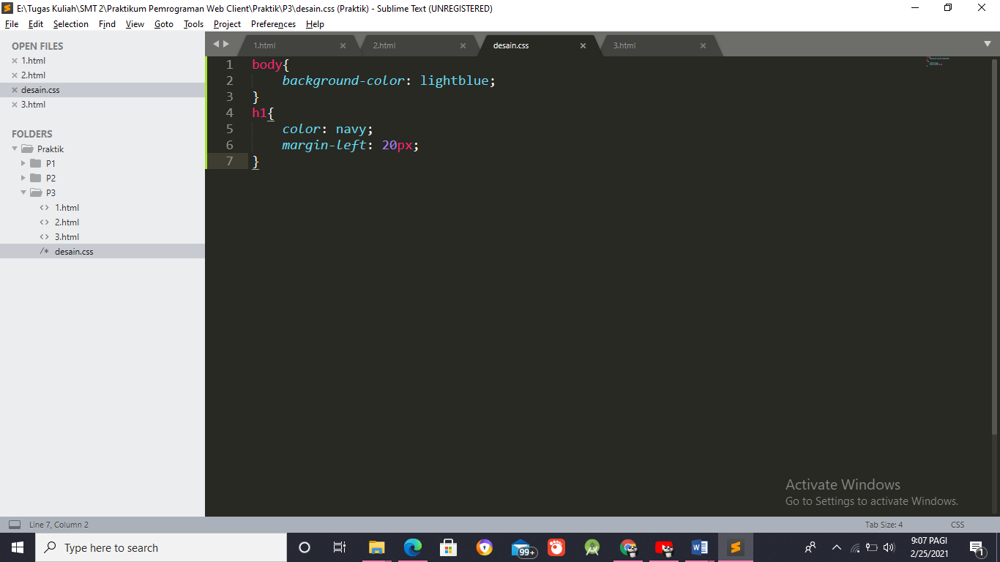 E:\Tugas Kuliah\SMT 2\Praktikum Pemrograman Web Client\Praktik\P3\desain.css (Praktik) - Sublime Text (UNREGISTERED)
File Edit Selection Find View Goto Tools Project Preferences Help
OPEN FILES
1.html
2.html
desain.css
3.html
FOLDERS
Praktik
P1
P2
P3
1.html
2.html
3.html
/* desain.css
1.html 2.html desain.css 3.html
1 body{
2 background-color: lightblue;
3 }
4 h1{
5 color: navy;
6 margin-left: 20px;
7 }
Activate Windows
Go to Settings to activate Windows.
Line 7, Column 2 Tab Size: 4 CSS
Type here to search
99+
9:07 PAGI
2/25/2021
1